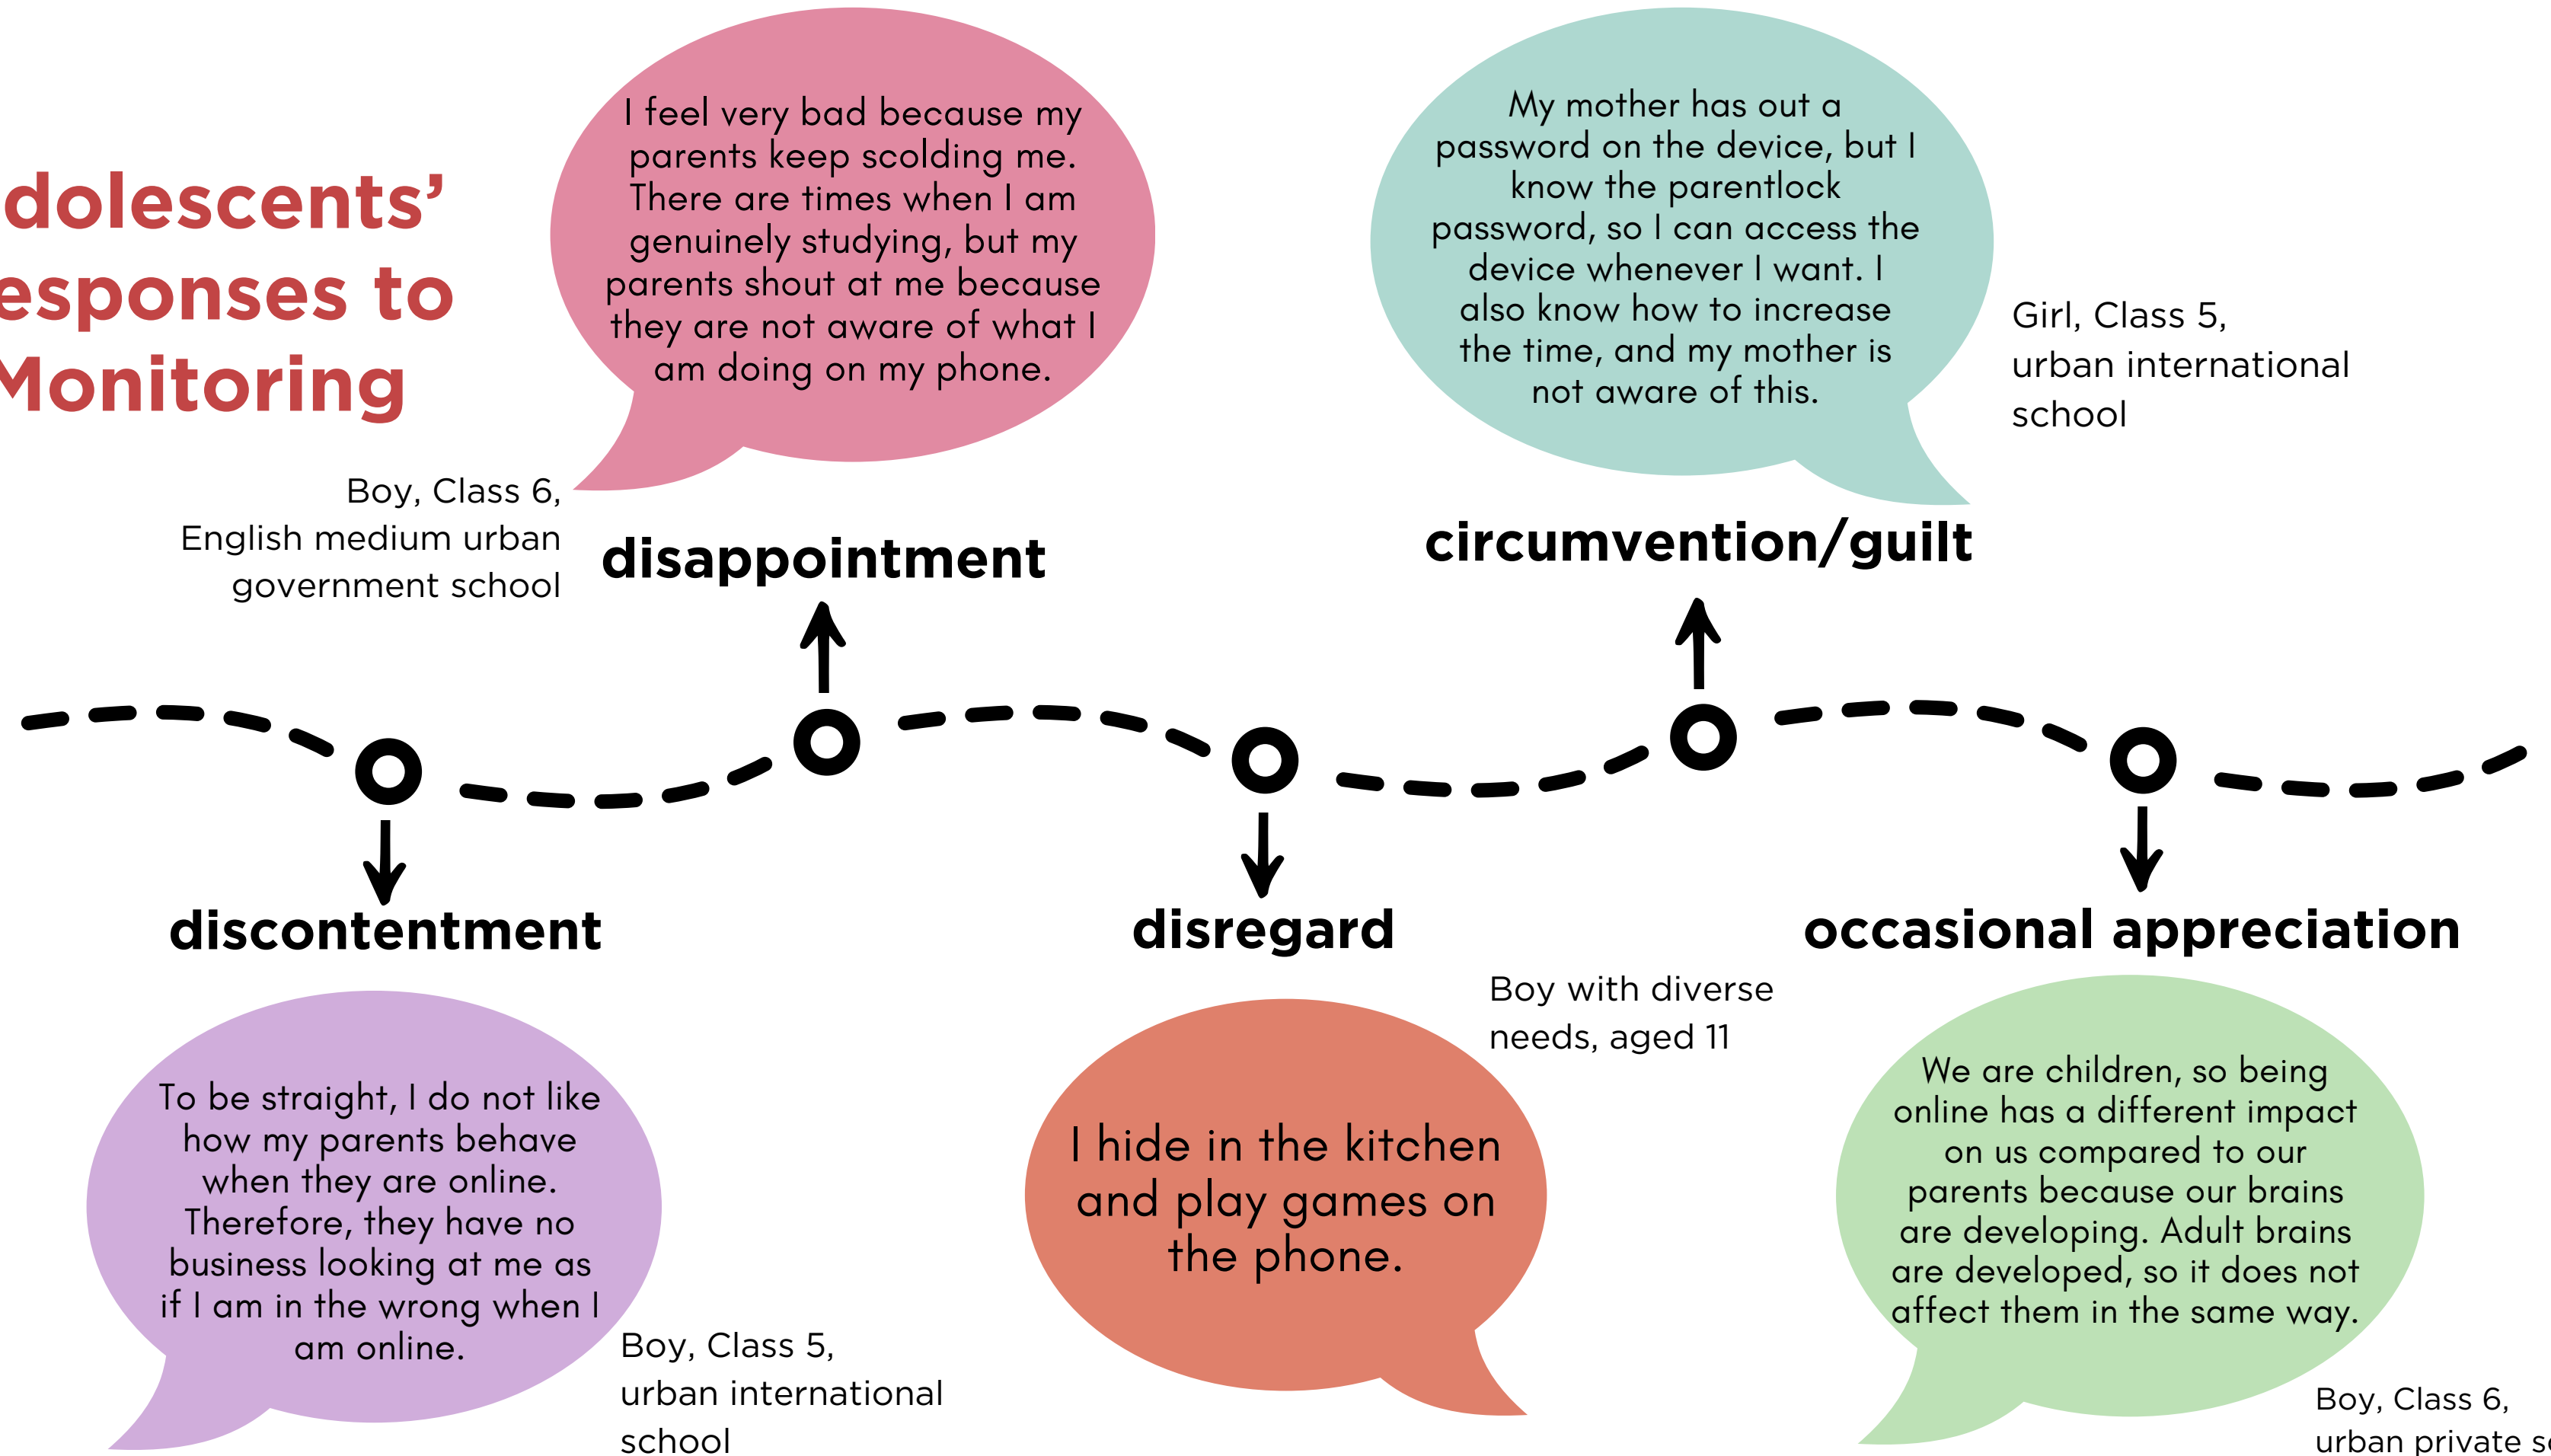 dolescents’
esponses to
Monitoring
I feel very bad because my
parents keep scolding me.
There are times when I am
genuinely studying, but my
parents shout at me because
they are not aware of what I
am doing on my phone.
Boy, Class 6,
English medium urban
government school
disappointment
My mother has out a
password on the device, but I
know the parentlock
password, so I can access the
device whenever I want. I
also know how to increase
the time, and my mother is
not aware of this.
Girl, Class 5,
urban international
school
circumvention/guilt
discontentment
To be straight, I do not like
how my parents behave
when they are online.
Therefore, they have no
business looking at me as
if I am in the wrong when I
am online.
Boy, Class 5,
urban international
school
disregard
Boy with diverse
needs, aged 11
I hide in the kitchen
and play games on
the phone.
occasional appreciation
We are children, so being
online has a different impact
on us compared to our
parents because our brains
are developing. Adult brains
are developed, so it does not
affect them in the same way.
Boy, Class 6,
urban private